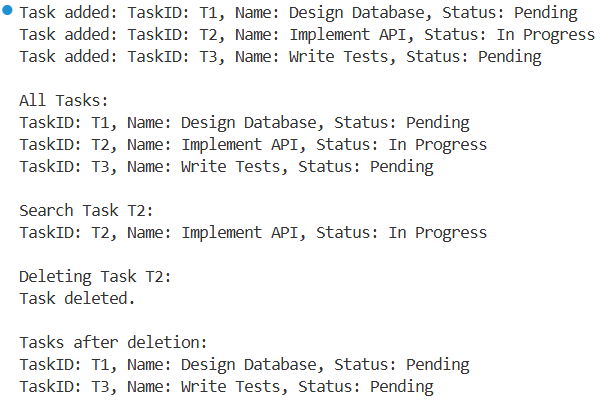 Task added: TaskID: T1, Name: Design Database, Status: Pending
Task added: TaskID: T2, Name: Implement API, Status: In Progress
Task added: TaskID: T3, Name: Write Tests, Status: Pending
All Tasks:
TaskID: T1, Name: Design Database, Status: Pending
TaskID: T2, Name: Implement API, Status: In Progress
TaskID: T3, Name: Write Tests, Status: Pending
Search Task T2:
TaskID: T2, Name: Implement API, Status: In Progress
Deleting Task T2:
Task deleted.
Tasks after deletion:
TaskID: T1, Name: Design Database, Status: Pending
TaskID: T3, Name: Write Tests, Status: Pending